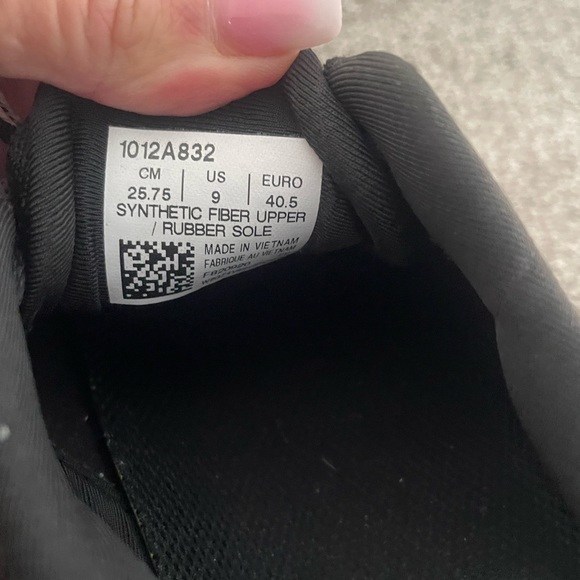 1012A832
CM US EURO
25.75 9 40.5
SYNTHETIC FIBER UPPER
/ RUBBER SOLE
MADE IN VIETNAM
FABRIQUE AU VIETNAM